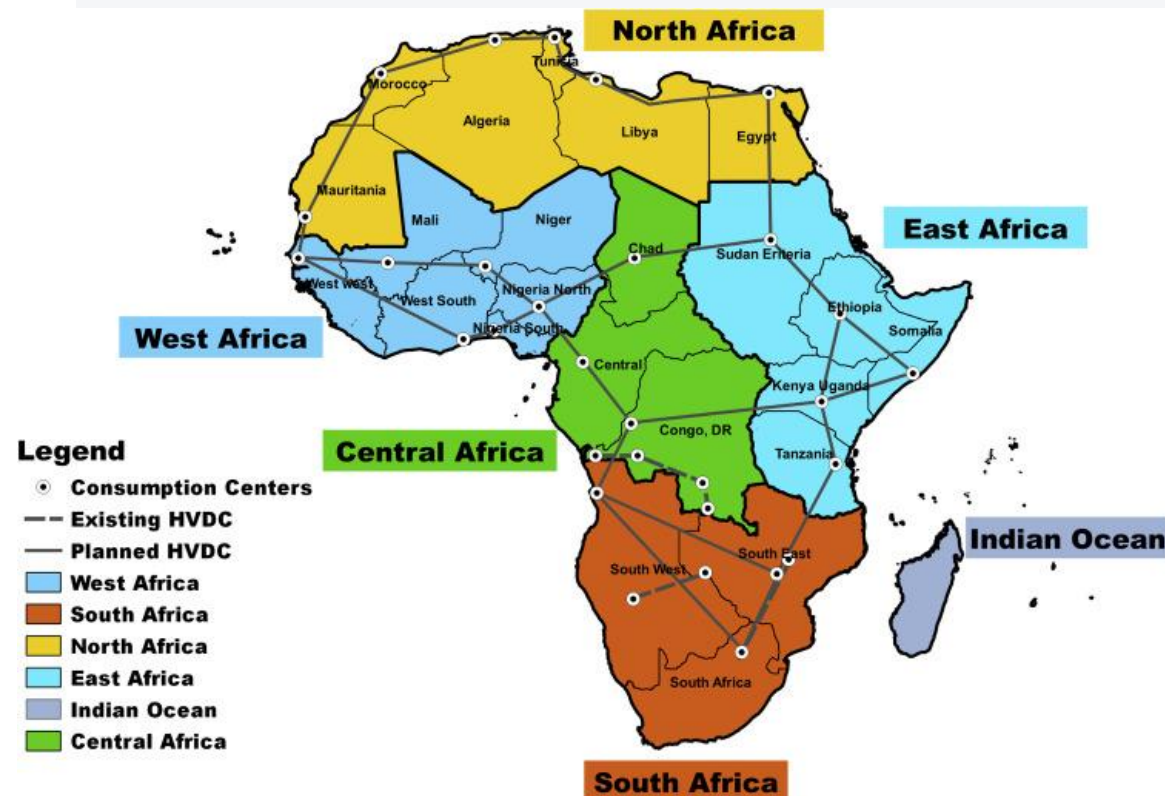 North Africa
Tunisia
Morocco
Algeria
Libya
Egypt
Mauritania
Mali
Niger
Chad
East Africa
Sudan Eriteria
West west
West South
Nigeria North
Ethiopia
Somalia
Nigeria South
West Africa
Central
Kenya Uganda
Congo, DR
Central Africa
Tanzania
Indian Ocean
South East
South West
South Africa
South Africa
Legend
Consumption Centers
Existing HVDC
Planned HVDC
West Africa
South Africa
North Africa
East Africa
Indian Ocean
Central Africa